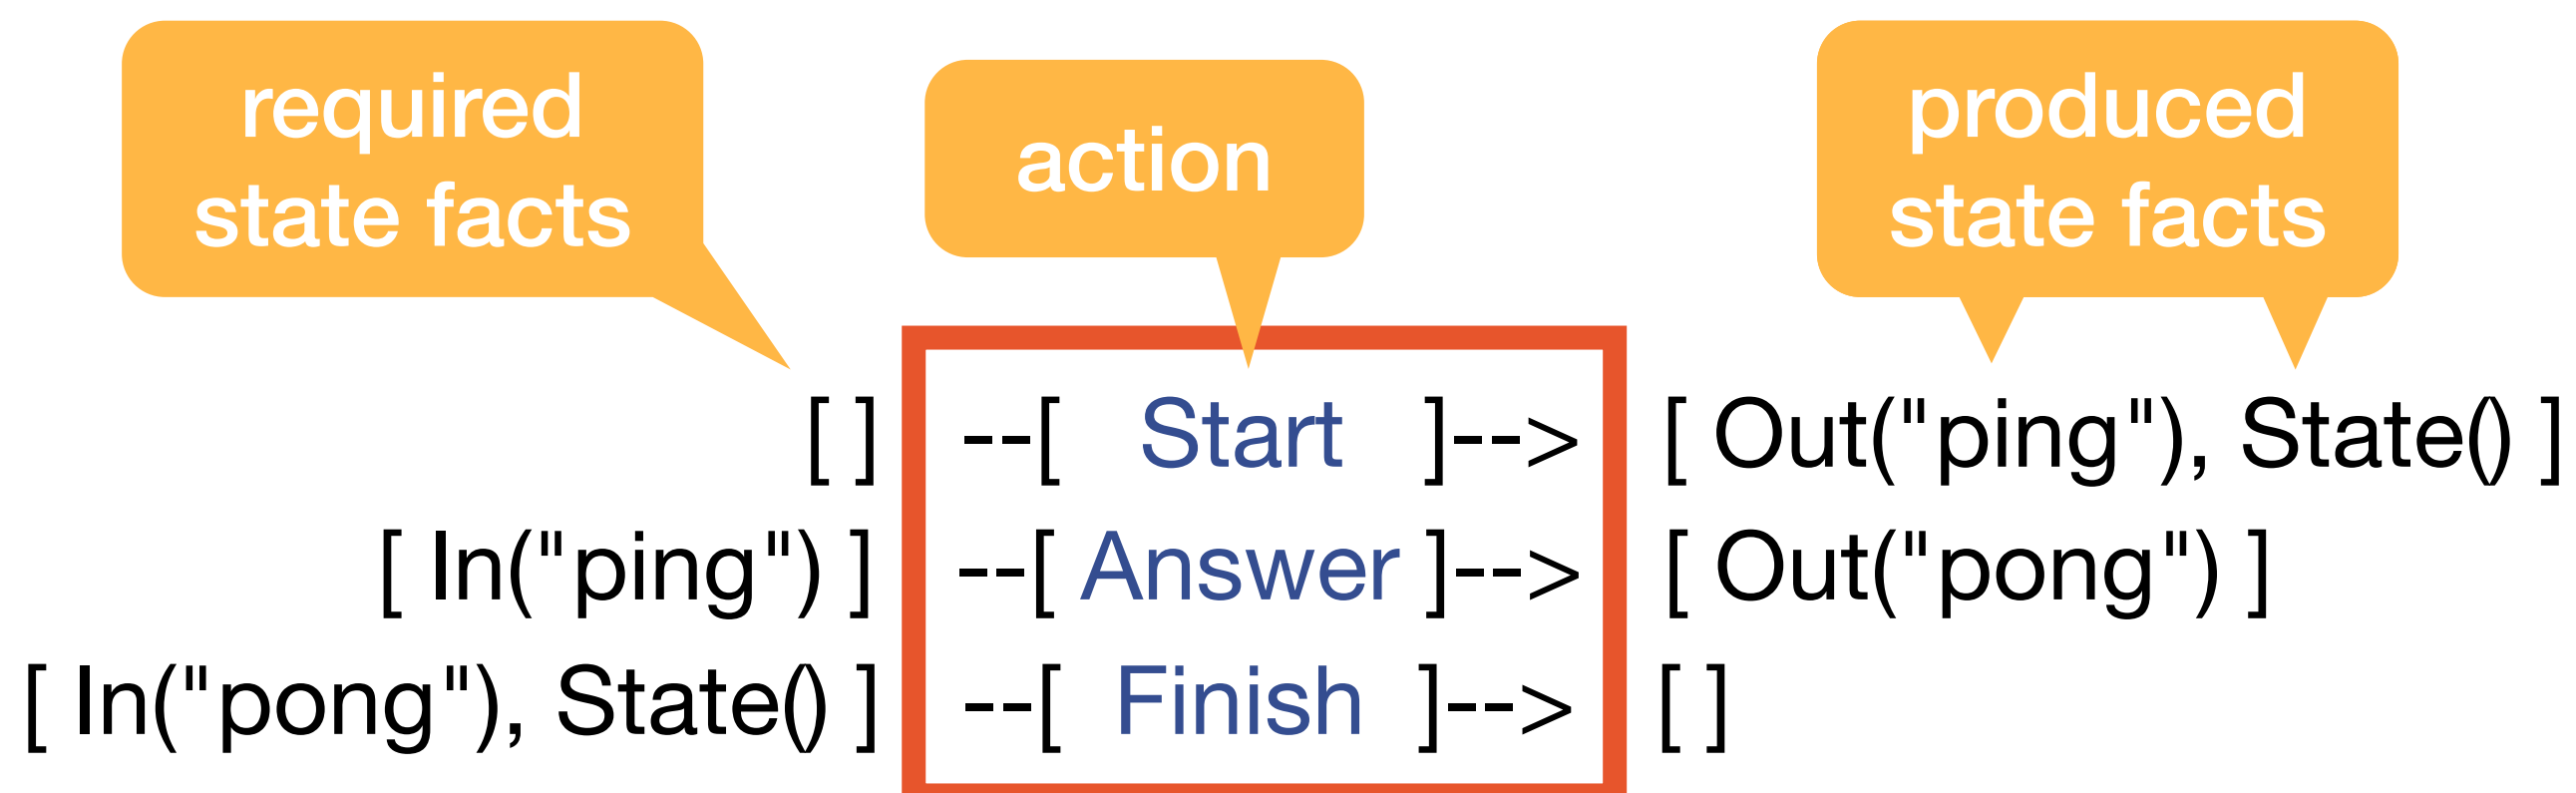 required
state facts
action
produced
state facts
[ ] --[ Start ]--> [ Out("ping"), State() ]
[ In("ping") ] --[ Answer ]--> [ Out("pong") ]
[ In("pong"), State() ] --[ Finish ]--> [ ]